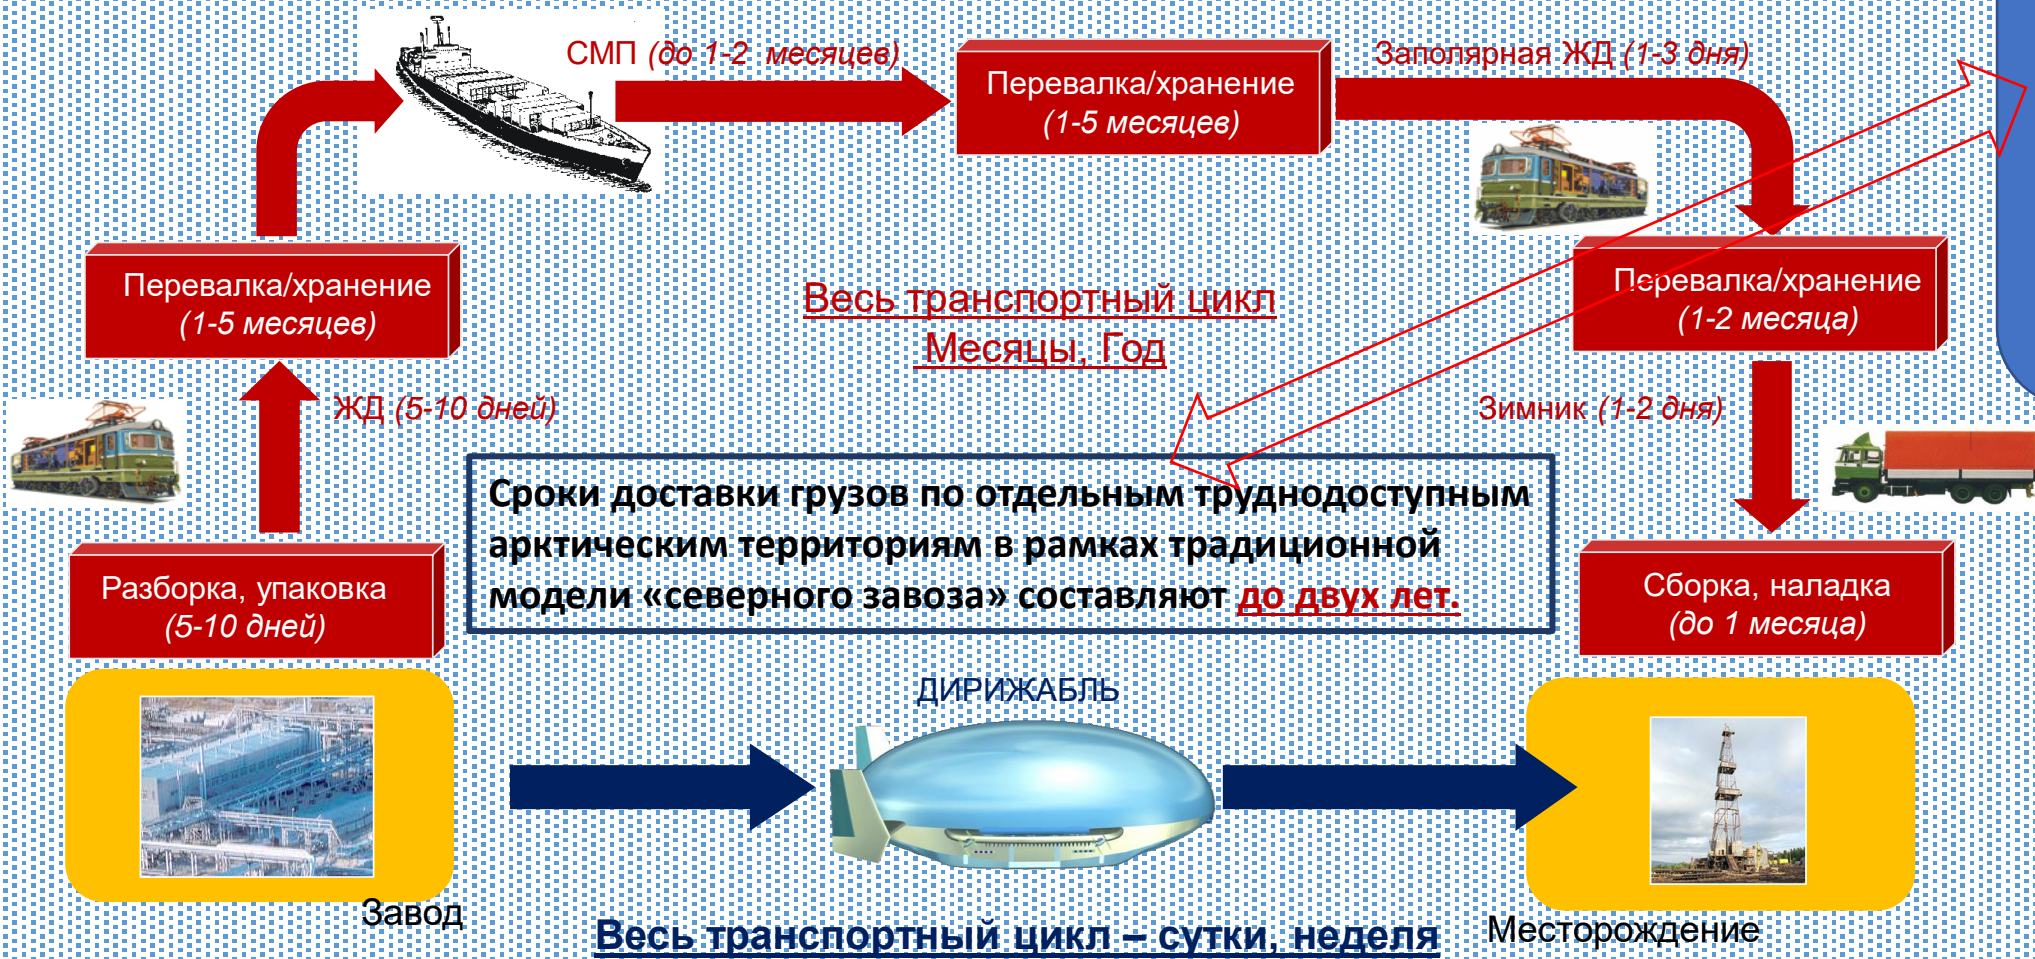 СМП (до 1-2 месяцев)
Перевалка/хранение
(1-5 месяцев)
Заполярная ЖД (1-3 дня)
Перевалка/хранение
(1-5 месяцев)
Весь транспортный цикл
Месяцы, Год
Перевалка/хранение
(1-2 месяца)
ЖД (5-10 дней)
Зимник (1-2 дня)
Сроки доставки грузов по отдельным труднодоступным
арктическим территориям в рамках традиционной
модели «северного завоза» составляют до двух лет.
Разборка, упаковка
(5-10 дней)
Сборка, наладка
(до 1 месяца)
ДИРИЖАБЛЬ
Завод
Месторождение
Весь транспортный цикл – сутки, неделя